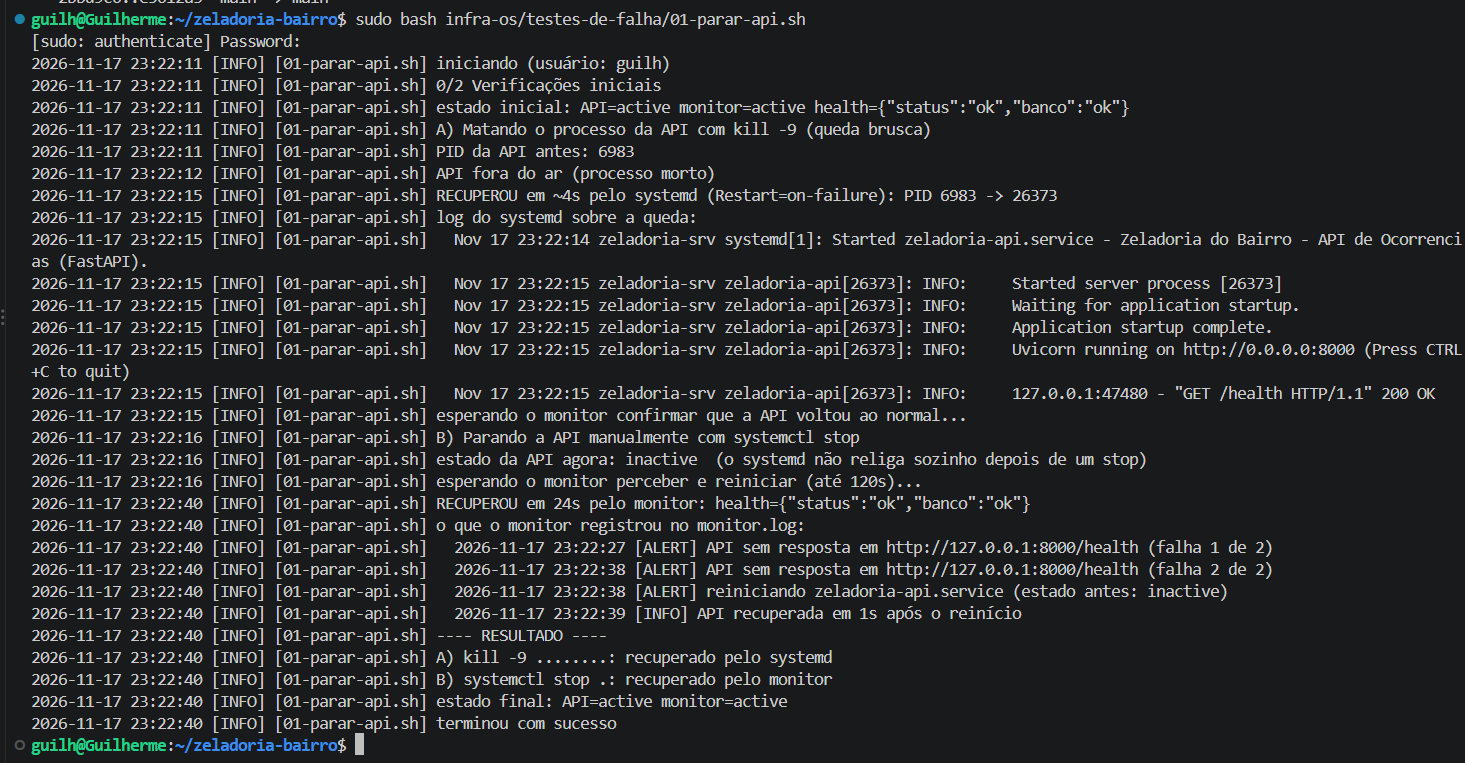 guilh@Guilherme:~/zeladoria-bairro$ sudo bash infra-os/testes-de-falha/01-parar-api.sh
[sudo: authenticate] Password:
2026-11-17 23:22:11 [INFO] [01-parar-api.sh] iniciando (usuário: guilh)
2026-11-17 23:22:11 [INFO] [01-parar-api.sh] 0/2 Verificações iniciais
2026-11-17 23:22:11 [INFO] [01-parar-api.sh] estado inicial: API=active monitor=active health={"status":"ok","banco":"ok"}
2026-11-17 23:22:11 [INFO] [01-parar-api.sh] A) Matando o processo da API com kill -9 (queda brusca)
2026-11-17 23:22:11 [INFO] [01-parar-api.sh] PID da API antes: 6983
2026-11-17 23:22:12 [INFO] [01-parar-api.sh] API fora do ar (processo morto)
2026-11-17 23:22:15 [INFO] [01-parar-api.sh] RECUPEROU em ~4s pelo systemd (Restart=on-failure): PID 6983 -> 26373
2026-11-17 23:22:15 [INFO] [01-parar-api.sh] log do systemd sobre a queda:
2026-11-17 23:22:15 [INFO] [01-parar-api.sh]   Nov 17 23:22:14 zeladoria-srv systemd[1]: Started zeladoria-api.service - Zeladoria do Bairro - API de Ocorrenci
as (FastAPI).
2026-11-17 23:22:15 [INFO] [01-parar-api.sh]   Nov 17 23:22:15 zeladoria-srv zeladoria-api[26373]: INFO:     Started server process [26373]
2026-11-17 23:22:15 [INFO] [01-parar-api.sh]   Nov 17 23:22:15 zeladoria-srv zeladoria-api[26373]: INFO:     Waiting for application startup.
2026-11-17 23:22:15 [INFO] [01-parar-api.sh]   Nov 17 23:22:15 zeladoria-srv zeladoria-api[26373]: INFO:     Application startup complete.
2026-11-17 23:22:15 [INFO] [01-parar-api.sh]   Nov 17 23:22:15 zeladoria-srv zeladoria-api[26373]: INFO:     Uvicorn running on http://0.0.0.0:8000 (Press CTRL
+C to quit)
2026-11-17 23:22:15 [INFO] [01-parar-api.sh]   Nov 17 23:22:15 zeladoria-srv zeladoria-api[26373]: INFO:     127.0.0.1:47480 - "GET /health HTTP/1.1" 200 OK
2026-11-17 23:22:15 [INFO] [01-parar-api.sh] esperando o monitor confirmar que a API voltou ao normal...
2026-11-17 23:22:16 [INFO] [01-parar-api.sh] B) Parando a API manualmente com systemctl stop
2026-11-17 23:22:16 [INFO] [01-parar-api.sh] estado da API agora: inactive  (o systemd não religa sozinho depois de um stop)
2026-11-17 23:22:16 [INFO] [01-parar-api.sh] esperando o monitor perceber e reiniciar (até 120s)...
2026-11-17 23:22:40 [INFO] [01-parar-api.sh] RECUPEROU em 24s pelo monitor: health={"status":"ok","banco":"ok"}
2026-11-17 23:22:40 [INFO] [01-parar-api.sh] o que o monitor registrou no monitor.log:
2026-11-17 23:22:40 [INFO] [01-parar-api.sh]   2026-11-17 23:22:27 [ALERT] API sem resposta em http://127.0.0.1:8000/health (falha 1 de 2)
2026-11-17 23:22:40 [INFO] [01-parar-api.sh]   2026-11-17 23:22:38 [ALERT] API sem resposta em http://127.0.0.1:8000/health (falha 2 de 2)
2026-11-17 23:22:40 [INFO] [01-parar-api.sh]   2026-11-17 23:22:38 [ALERT] reiniciando zeladoria-api.service (estado antes: inactive)
2026-11-17 23:22:40 [INFO] [01-parar-api.sh]   2026-11-17 23:22:39 [INFO] API recuperada em 1s após o reinício
2026-11-17 23:22:40 [INFO] [01-parar-api.sh] ---- RESULTADO ----
2026-11-17 23:22:40 [INFO] [01-parar-api.sh] A) kill -9 ........: recuperado pelo systemd
2026-11-17 23:22:40 [INFO] [01-parar-api.sh] B) systemctl stop .: recuperado pelo monitor
2026-11-17 23:22:40 [INFO] [01-parar-api.sh] estado final: API=active monitor=active
2026-11-17 23:22:40 [INFO] [01-parar-api.sh] terminou com sucesso
guilh@Guilherme:~/zeladoria-bairro$